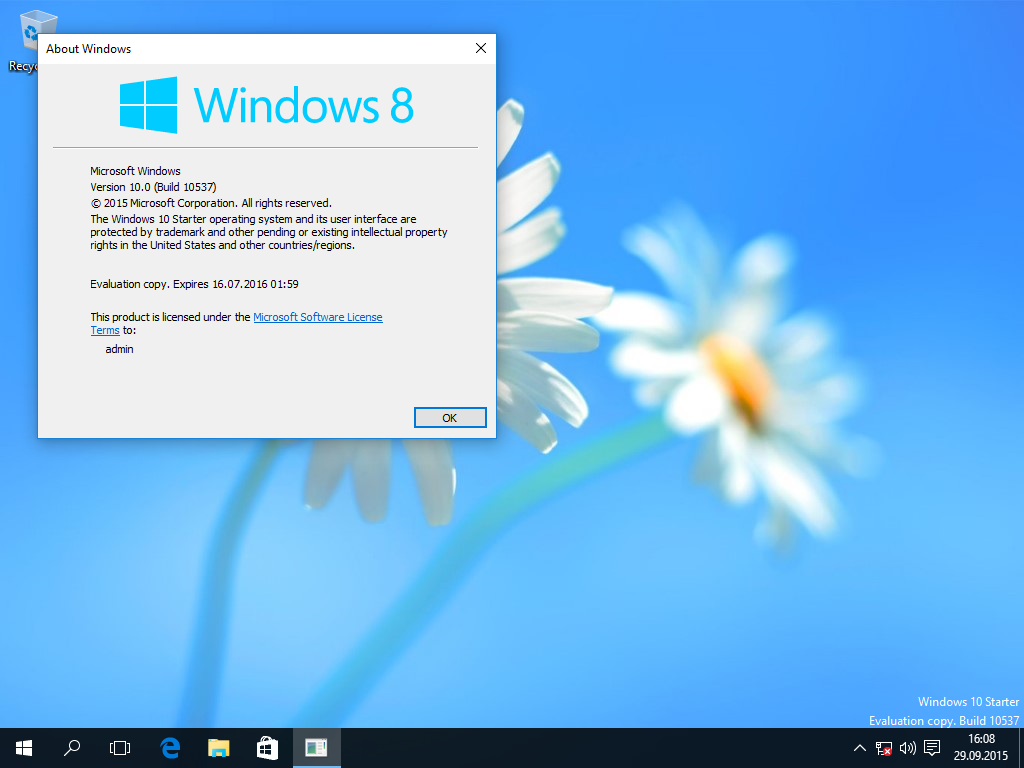 Recy
About Windows
Windows 8
Microsoft Windows
Version 10.0 (Build 10537)
© 2015 Microsoft Corporation. All rights reserved.
The Windows 10 Starter operating system and its user interface are
protected by trademark and other pending or existing intellectual property
rights in the United States and other countries/regions.
Evaluation copy. Expires 16.07.2016 01:59
This product is licensed under the Microsoft Software License
Terms to:
admin
OK
Windows 10 Starter
Evaluation copy. Build 10537
16:08
29.09.2015